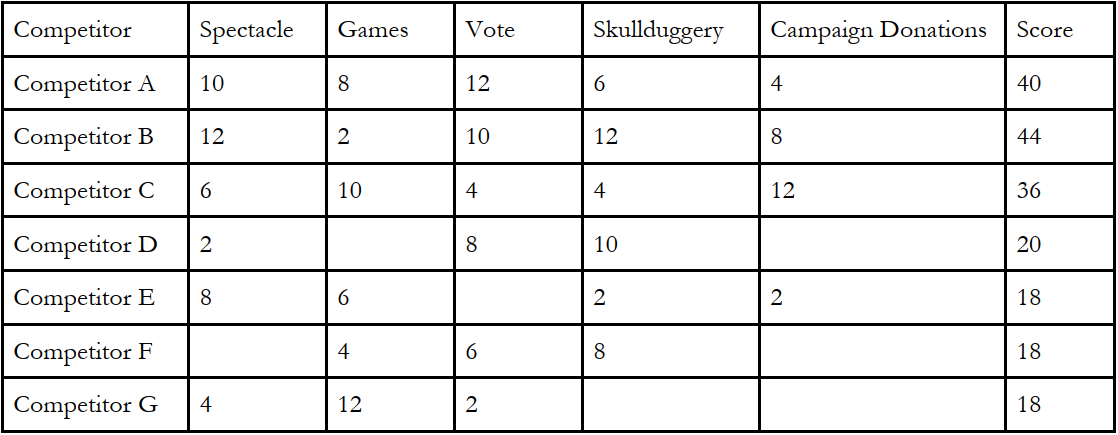 Competitor Spectacle Games Vote Skullduggery Campaign Donations Score
Competitor A 10 8 12 6 4 40
Competitor B 12 2 10 12 8 44
Competitor C 6 10 4 4 12 36
Competitor D 2 8 10 20
Competitor E 8 6 2 2 18
Competitor F 4 6 8 18
Competitor G 4 12 2 18